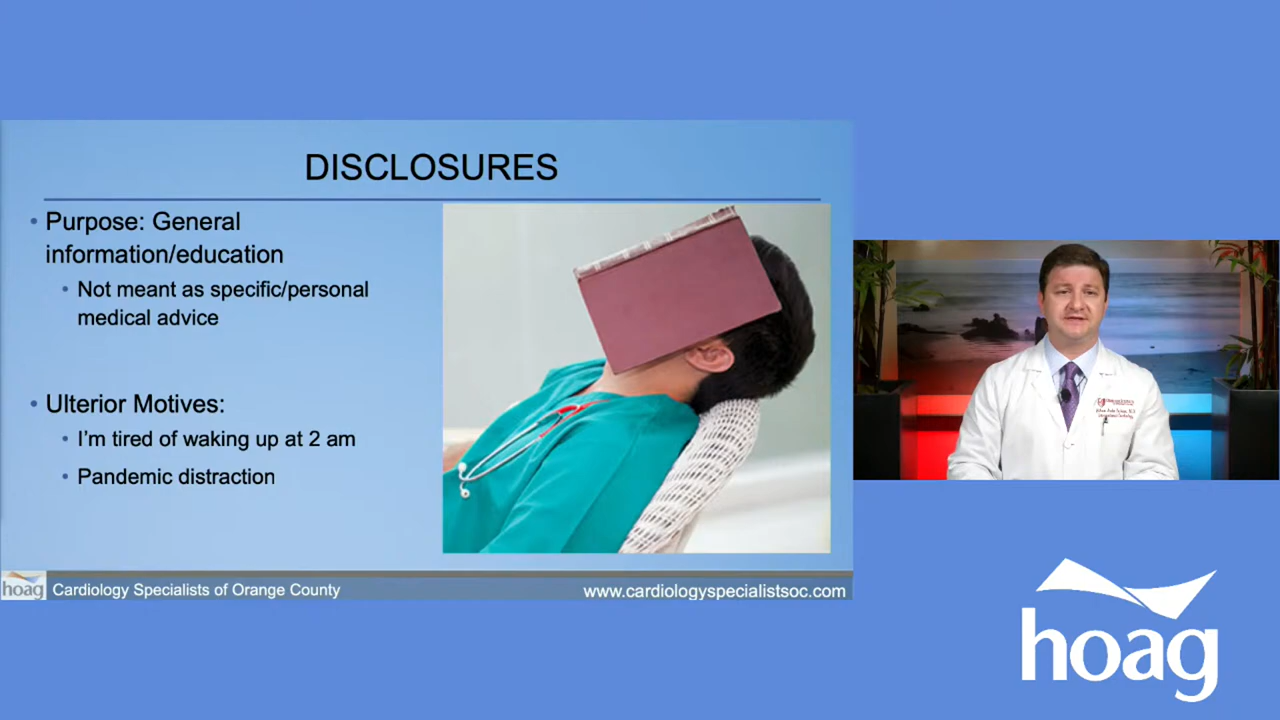 DISCLOSURES
• Purpose: General
information/education
• Not meant as specific/personal
medical advice
• Ulterior Motives:
• I'm tired of waking up at 2 am
• Pandemic distraction
hoag
Cardiology Specialists of Orange County
www.cardiologyspecialistsoc.com
hoag